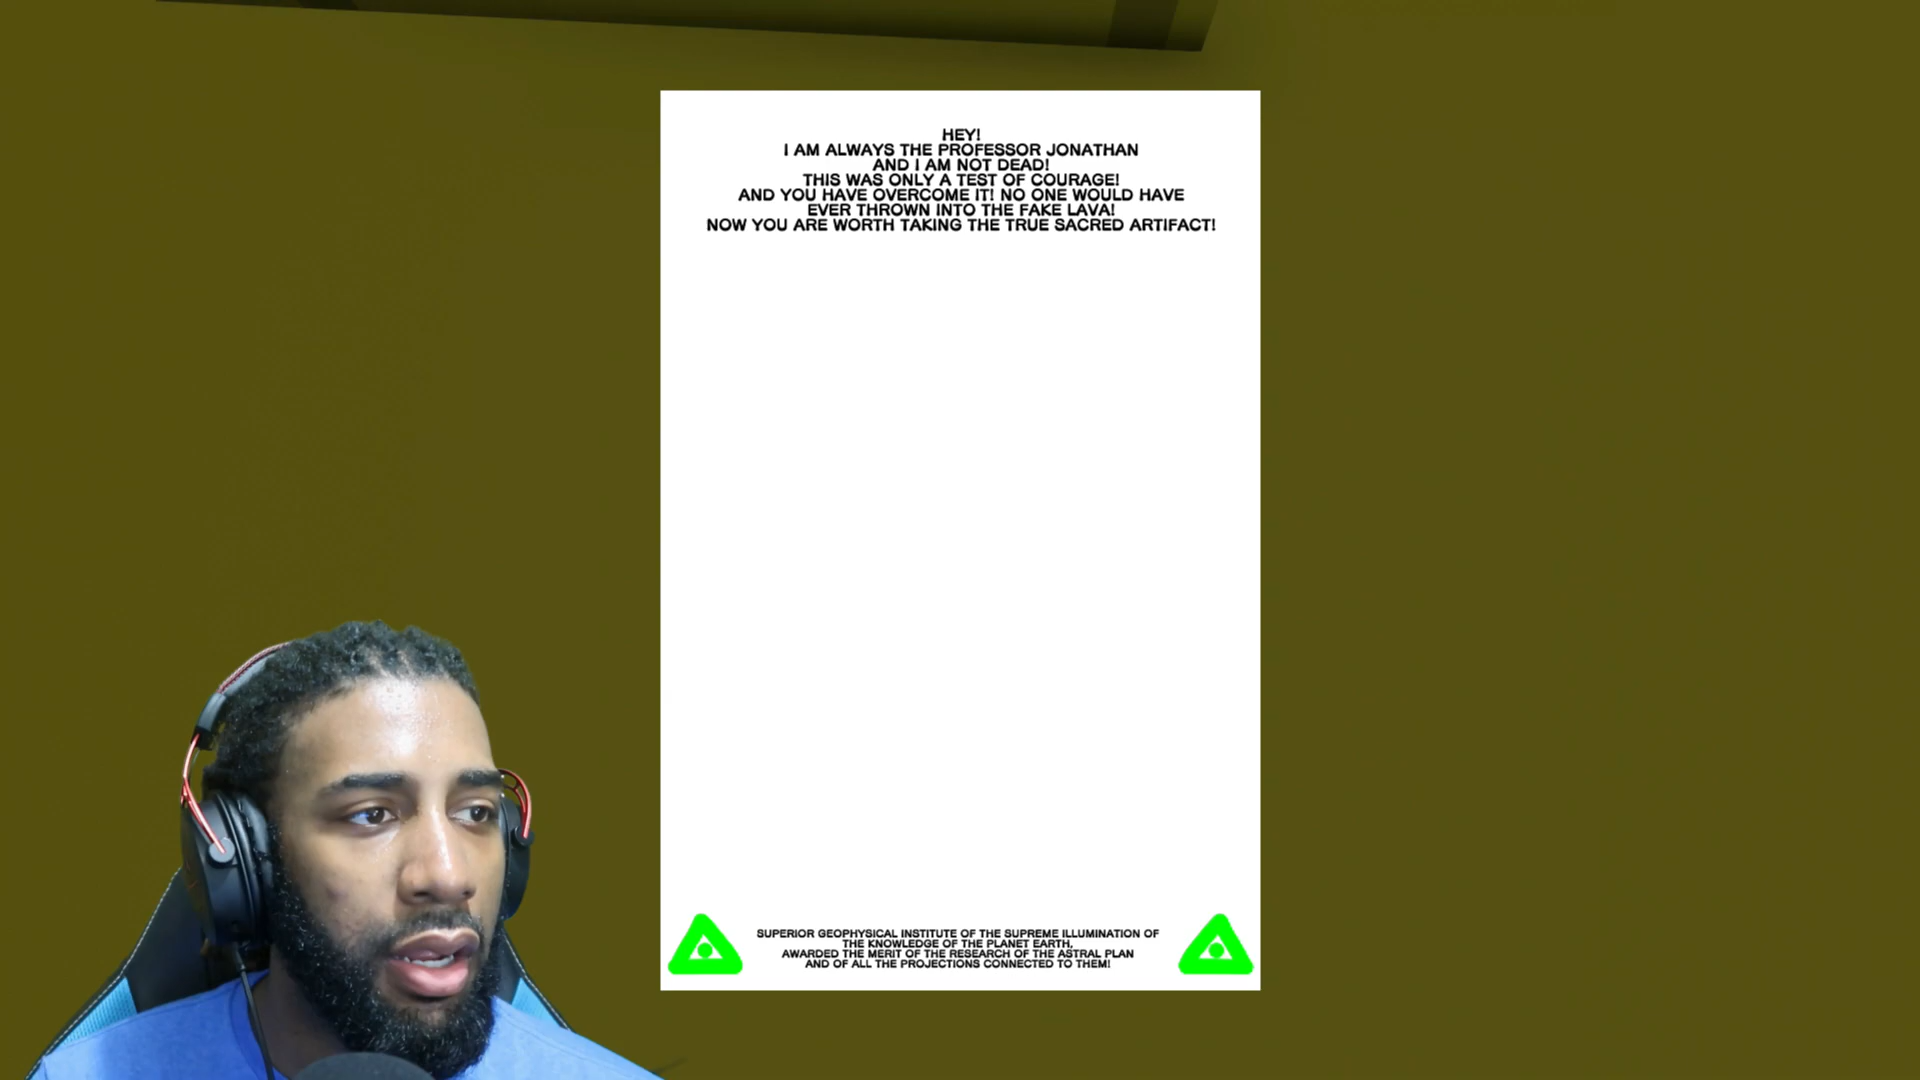 HEY!
I AM ALWAYS THE PROFESSOR JONATHAN
AND I AM NOT DEAD!
THIS WAS ONLY A TEST OF COURAGE!
AND YOU HAVE OVERCOME IT! NO ONE WOULD HAVE
EVER THROWN INTO THE FAKE LAVA!
NOW YOU ARE WORTH TAKING THE TRUE SACRED ARTIFACT!
SUPERIOR GEOPHYSICAL INSTITUTE OF THE SUPREME ILLUMINATION OF
THE KNOWLEDGE OF THE PLANET EARTH,
AWARDED THE MERIT OF THE RESEARCH OF THE ASTRAL PLAN
AND OF ALL THE PROJECTIONS CONNECTED TO THEM!